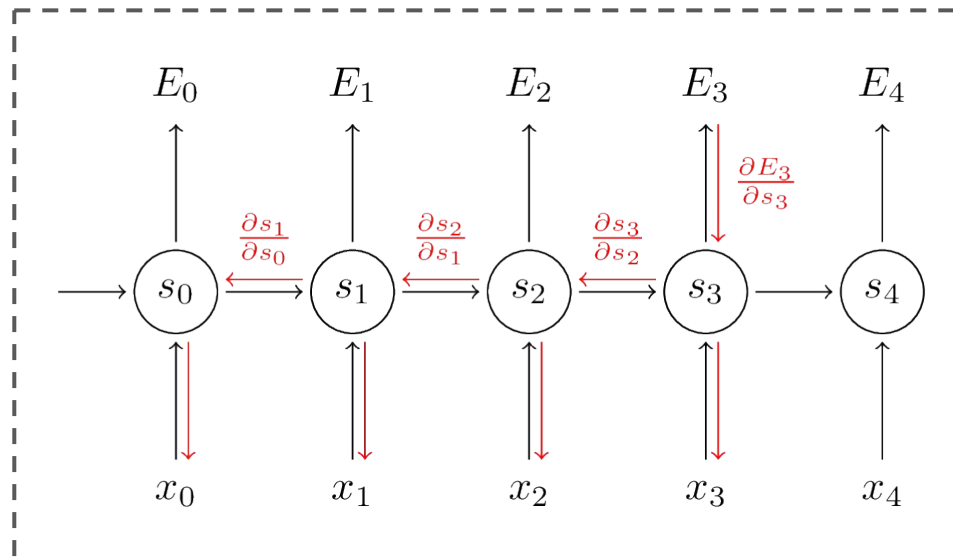 E₀ E₁ E₂ E₃ E₄
∂E₃/∂s₃
∂s₁/∂s₀ ∂s₂/∂s₁ ∂s₃/∂s₂
s₀ s₁ s₂ s₃ s₄
x₀ x₁ x₂ x₃ x₄